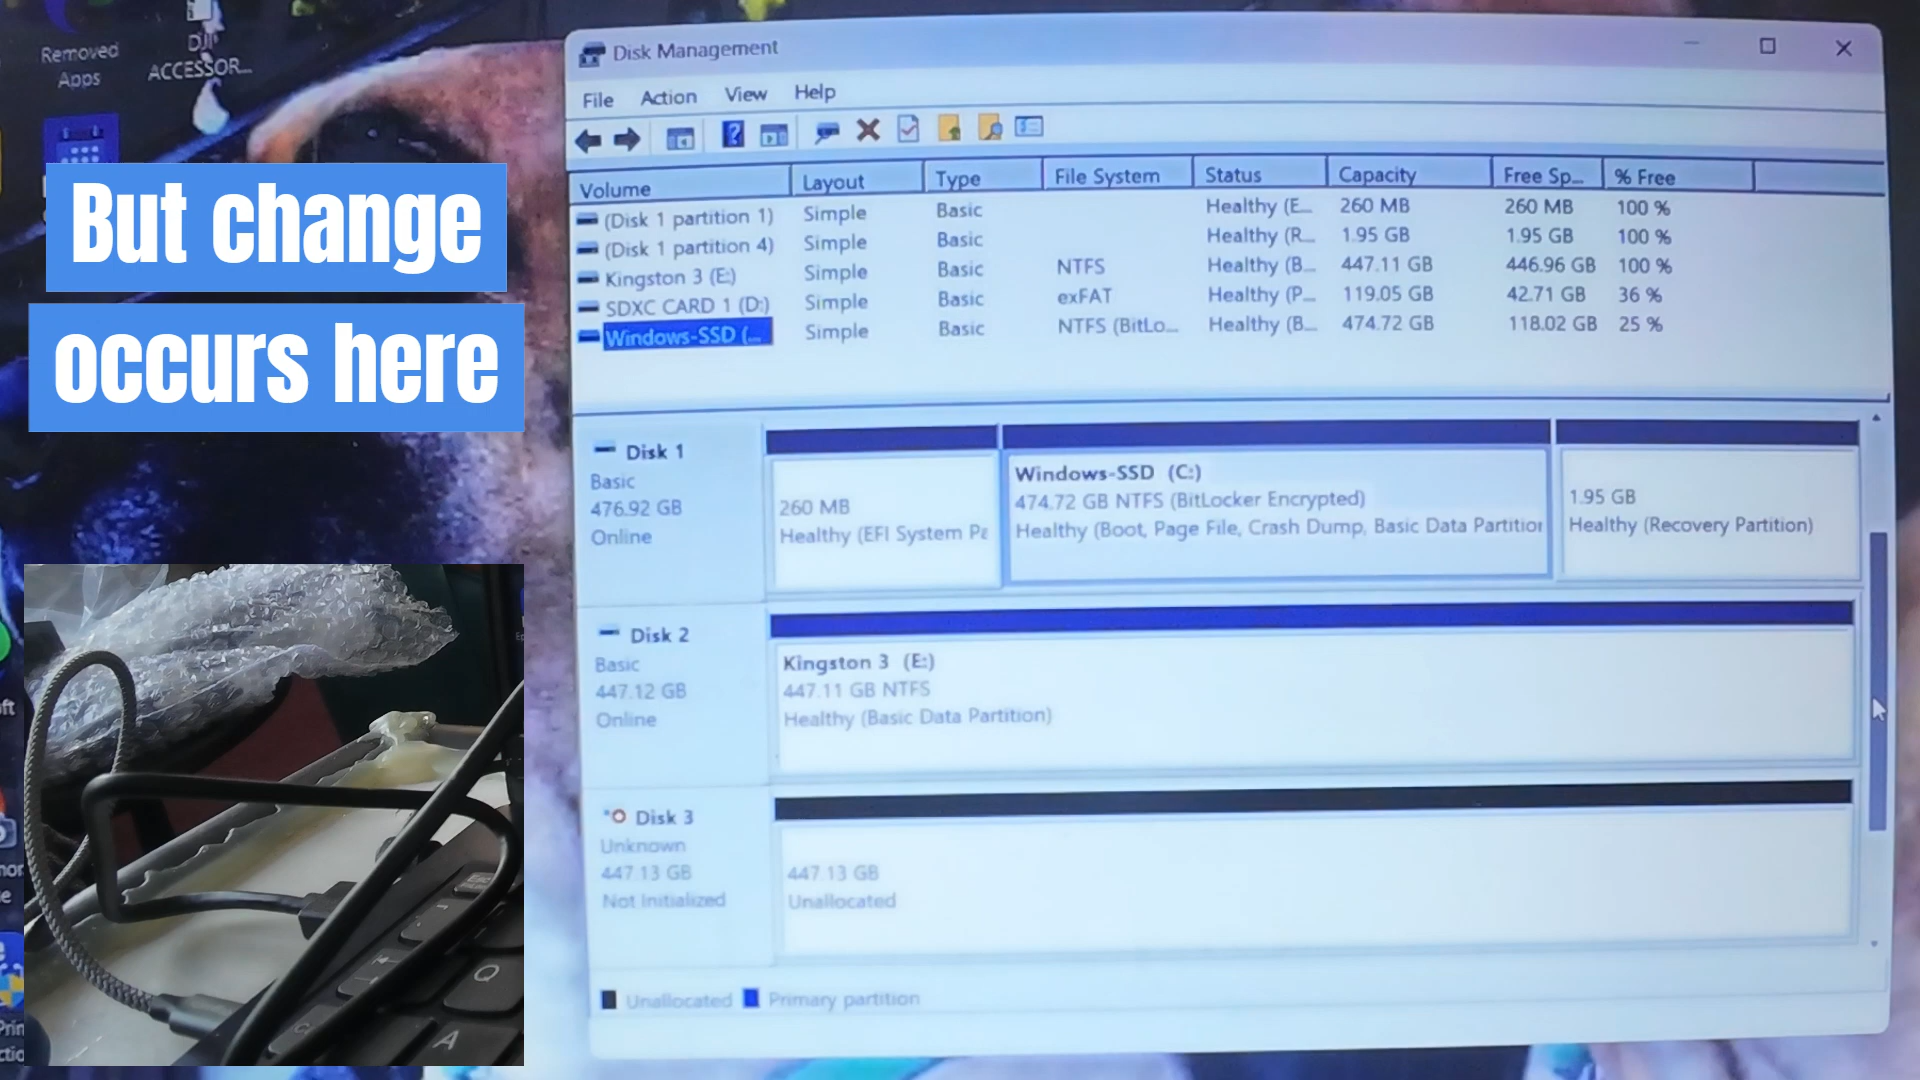 Removed
Apps
DJI
ACCESSOR...
But change
occurs here
Disk Management
File Action View Help
Volume Layout Type File System Status Capacity Free Sp... % Free
(Disk 1 partition 1) Simple Basic Healthy (E... 260 MB 260 MB 100 %
(Disk 1 partition 4) Simple Basic Healthy (R... 1.95 GB 1.95 GB 100 %
Kingston 3 (E:) Simple Basic NTFS Healthy (B... 447.11 GB 446.96 GB 100 %
SDXC CARD 1 (D:) Simple Basic exFAT Healthy (P... 119.05 GB 42.71 GB 36 %
Windows-SSD (... Simple Basic NTFS (BitLo... Healthy (B... 474.72 GB 118.02 GB 25 %
Disk 1
Basic
476.92 GB
Online
260 MB
Healthy (EFI System Pa
Windows-SSD (C:)
474.72 GB NTFS (BitLocker Encrypted)
Healthy (Boot, Page File, Crash Dump, Basic Data Partition
1.95 GB
Healthy (Recovery Partition)
Disk 2
Basic
447.12 GB
Online
Kingston 3 (E:)
447.11 GB NTFS
Healthy (Basic Data Partition)
Disk 3
Unknown
447.13 GB
Not Initialized
447.13 GB
Unallocated
Unallocated Primary partition
Q
A